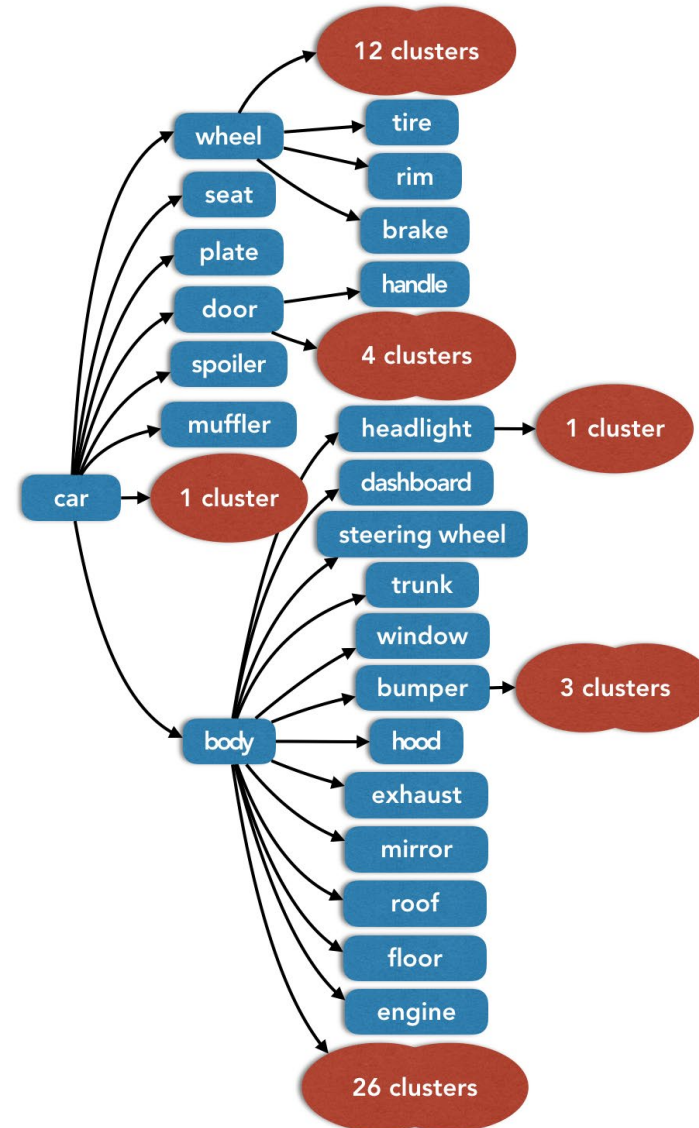 12 clusters
wheel
tire
rim
seat
brake
plate
handle
door
4 clusters
spoiler
muffler
headlight
1 cluster
dashboard
car
1 cluster
steering wheel
trunk
window
bumper
3 clusters
body
hood
exhaust
mirror
roof
floor
engine
26 clusters